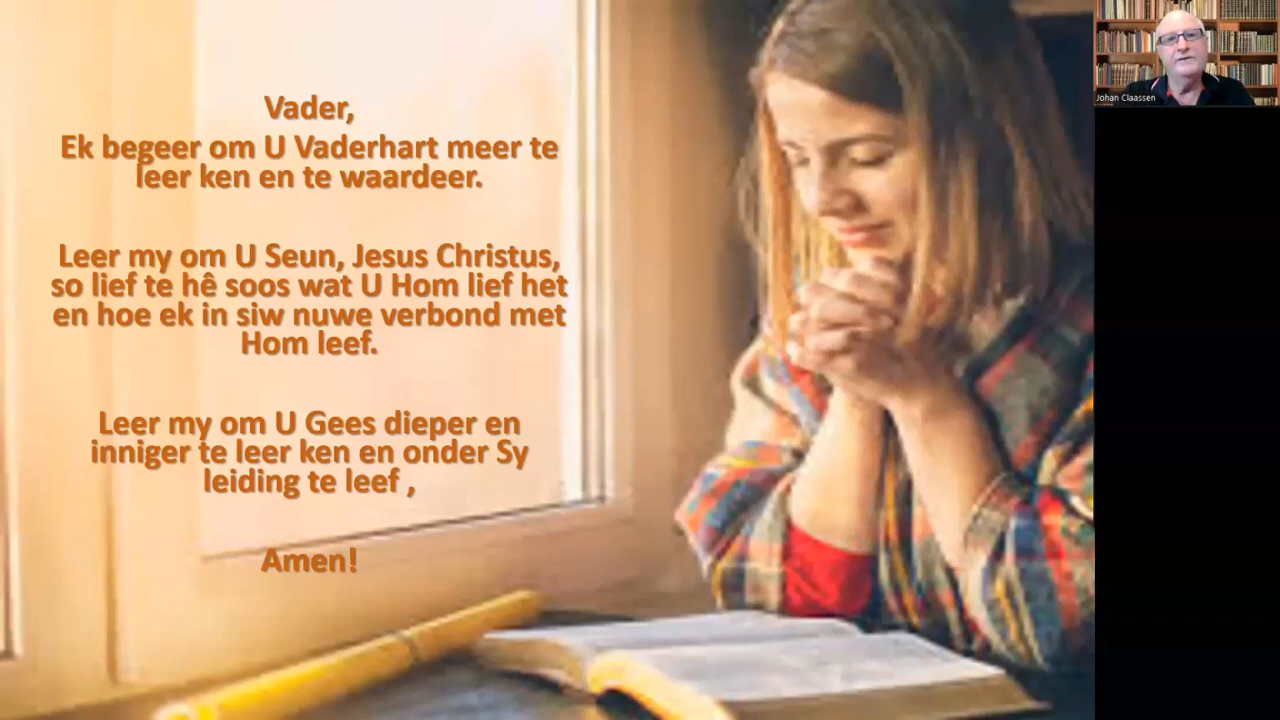 Vader,
Ek begeer om U Vaderhart meer te
leer ken en te waardeer.
Leer my om U Seun, Jesus Christus,
so lief te hê soos wat U Hom lief het
en hoe ek in siw nuwe verbond met
Hom leef.
Leer my om U Gees dieper en
inniger te leer ken en onder Sy
leiding te leef ,
Amen!
Johan Claassen